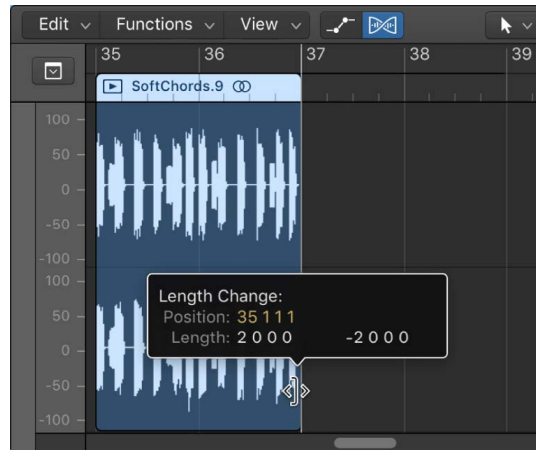 Edit Functions View
35 36 37 38 39
SoftChords.9
100
50
0
-50
-100
100
50
0
-50
-100
Length Change:
Position: 35 1 1 1
Length: 2 0 0 0 -2 0 0 0